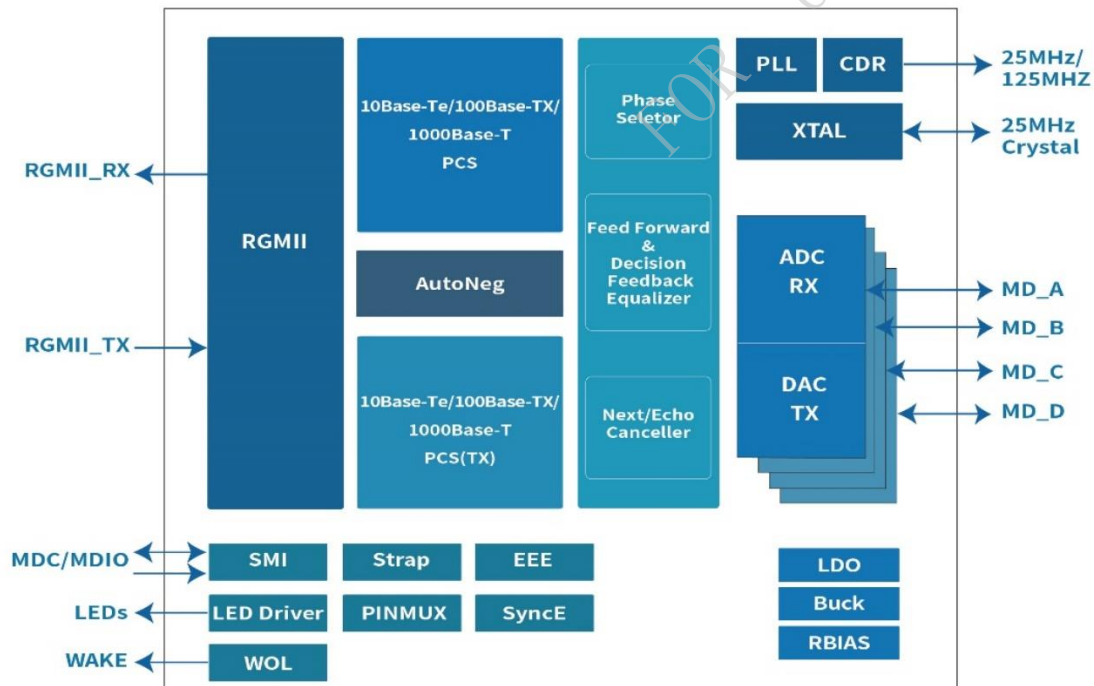 RGMII_RX
RGMII_TX
RGMII
10Base-Te/100Base-TX/
1000Base-T
PCS
AutoNeg
10Base-Te/100Base-TX/
1000Base-T
PCS(TX)
Phase
Seletor
Feed Forward
&
Decision
Feedback
Equalizer
Next/Echo
Canceller
FOR
PLL
CDR
25MHz/
125MHZ
XTAL
25MHz
Crystal
ADC
RX
DAC
TX
MD_A
MD_B
MD_C
MD_D
MDC/MDIO
SMI
Strap
EEE
LEDs
LED Driver
PINMUX
SyncE
WAKE
WOL
LDO
Buck
RBIAS